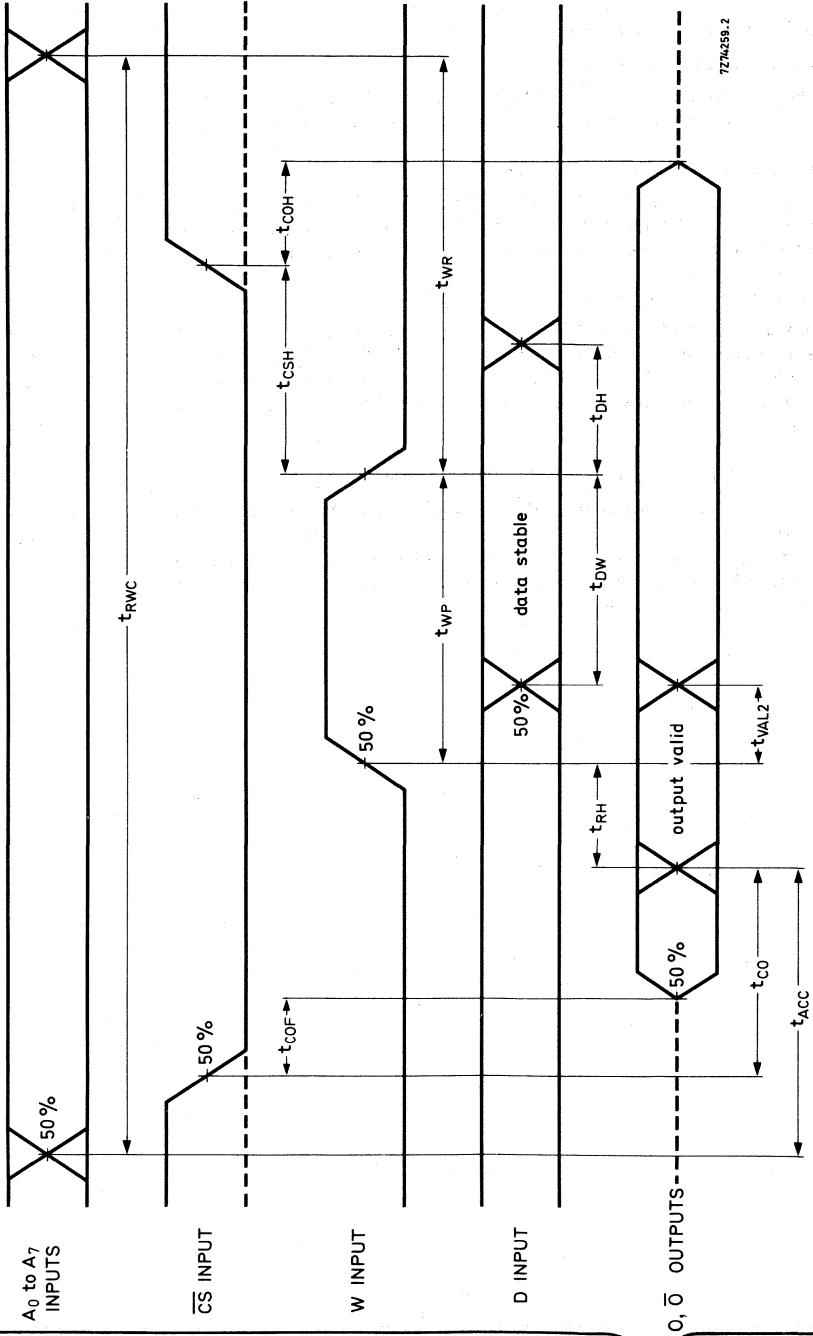 A0 to A7
INPUTS
50 %
tRWC
CS INPUT
50 %
tCOF
tCSH
tCOH
W INPUT
50 %
tWP
tWR
D INPUT
50 %
data stable
tRH
tDW
tDH
O, O OUTPUTS
50 %
output valid
tCO
tVAL2
tACC
7Z74259.2